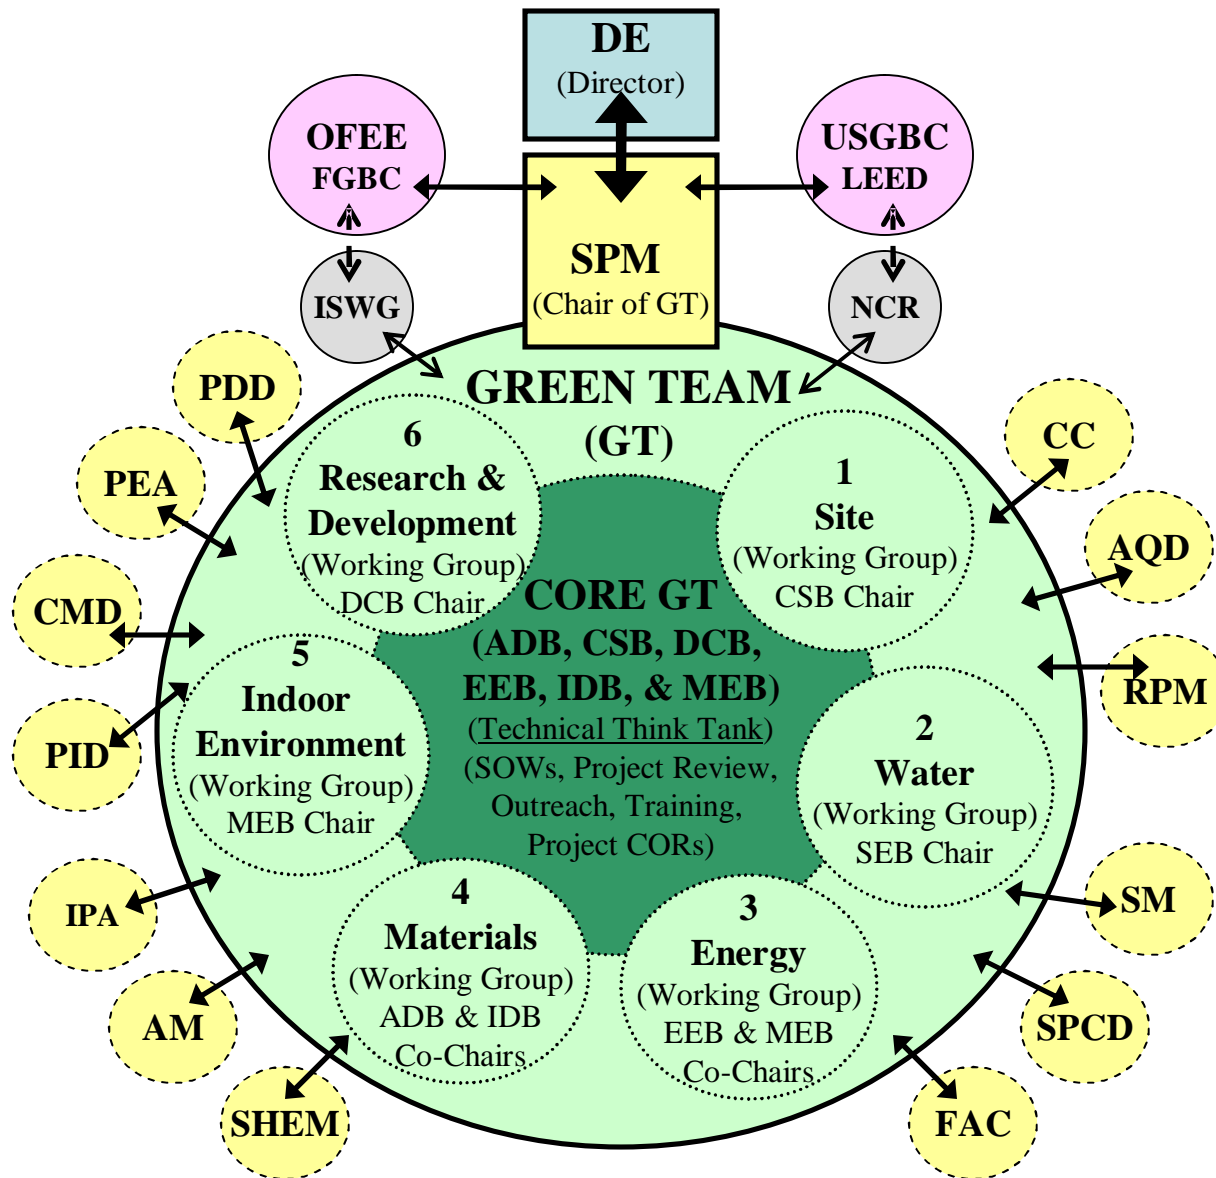 DE
(Director)
OFEE
FGBC
USGBC
LEED
SPM
(Chair of GT)
ISWG
NCR
GREEN TEAM
(GT)
PDD
PEA
CMD
PID
IPA
AM
SHEM
CC
AQD
RPM
SM
SPCD
FAC
6
Research &
Development
(Working Group)
DCB Chair
1
Site
(Working Group)
CSB Chair
CORE GT
(ADB, CSB, DCB,
EEB, IDB, & MEB)
(Technical Think Tank)
(SOWs, Project Review,
Outreach, Training,
Project CORs)
5
Indoor
Environment
(Working Group)
MEB Chair
2
Water
(Working Group)
SEB Chair
4
Materials
(Working Group)
ADB & IDB
Co-Chairs
3
Energy
(Working Group)
EEB & MEB
Co-Chairs